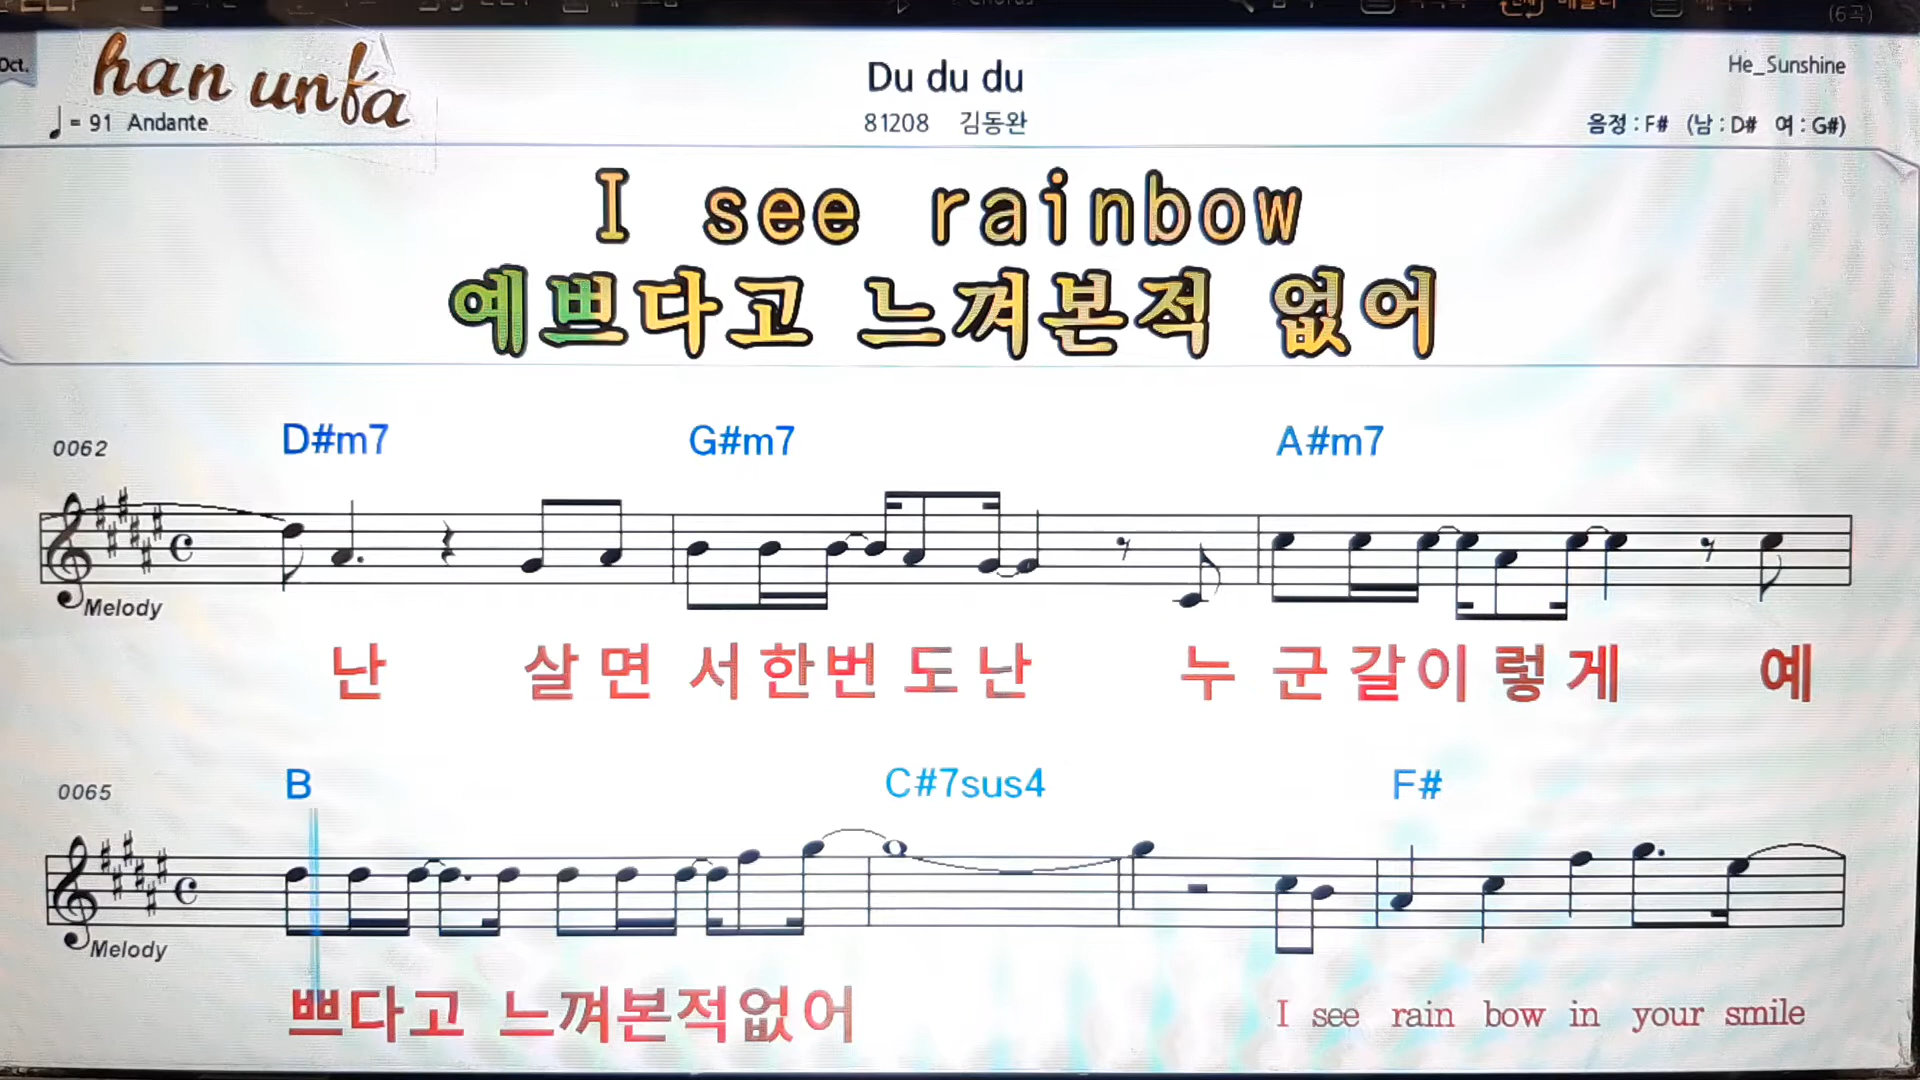 (6곡)
Oct.
han unfa
Du du du
He_Sunshine
= 91 Andante
81208 김동완
음정 : F# (남 : D# 여 : G#)
I see rainbow
예쁘다고 느껴본적 없어
0062
D#m7 G#m7 A#m7
Melody
난 살 면 서 한 번 도 난 누 군 갈 이 렇 게 예
0065
B C#7sus4 F#
Melody
쁘다고 느껴본적없어 I see rain bow in your smile